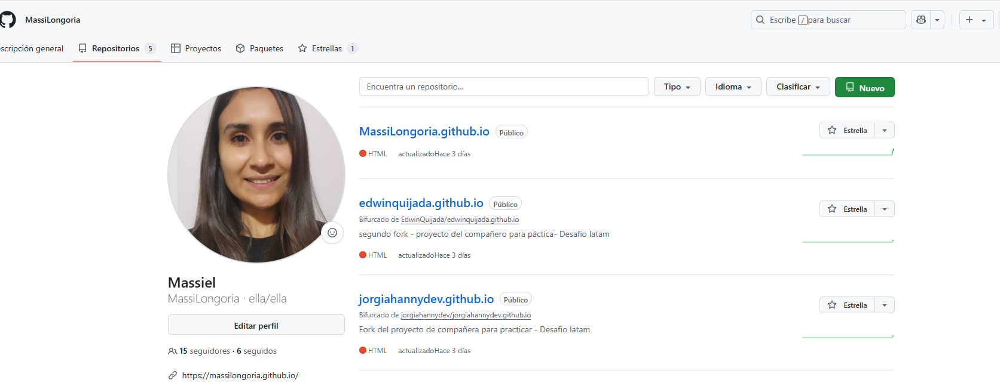 MassiLongoria
Escribe / para buscar
escripción general
Repositorios 5
Proyectos
Paquetes
Estrellas 1
Encuentra un repositorio...
Tipo
Idioma
Clasificar
Nuevo
MassiLongoria.github.io Público
Estrella
HTML actualizadoHace 3 días
edwinquijada.github.io Público
Estrella
Bifurcado de EdwinQuijada/edwinquijada.github.io
segundo fork - proyecto del compañero para páctica- Desafio latam
HTML actualizadoHace 3 días
jorgiahannydev.github.io Público
Estrella
Bifurcado de jorgiahannydev/jorgiahannydev.github.io
Fork del proyecto de compañera para practicar - Desafio latam
HTML actualizadoHace 3 días
Massiel
MassiLongoria · ella/ella
Editar perfil
15 seguidores · 6 seguidos
https://massilongoria.github.io/